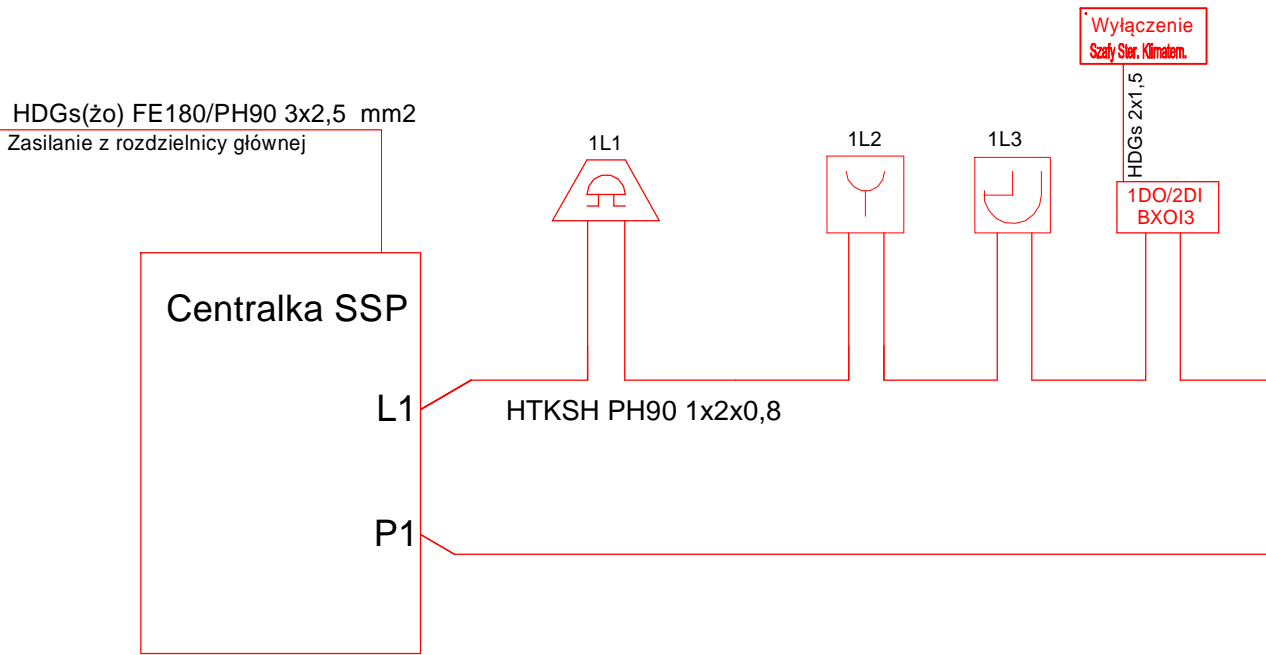 Wyłączenie
Szafy Ster. Klimatem.
HDGs 2x1,5
HDGs(żo) FE180/PH90 3x2,5 mm2
Zasilanie z rozdzielnicy głównej
1L1
1L2
1L3
1DO/2DI
BXOI3
Centralka SSP
L1
HTKSH PH90 1x2x0,8
P1